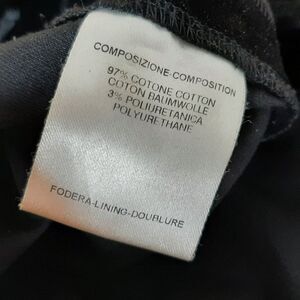 COMPOSIZIONE-COMPOSITION
97% COTONE COTTON
COTON BAUMWOLLE
3% POLIURETANICA
POLYURETHANE
FODERA-LINING-DOUBLURE